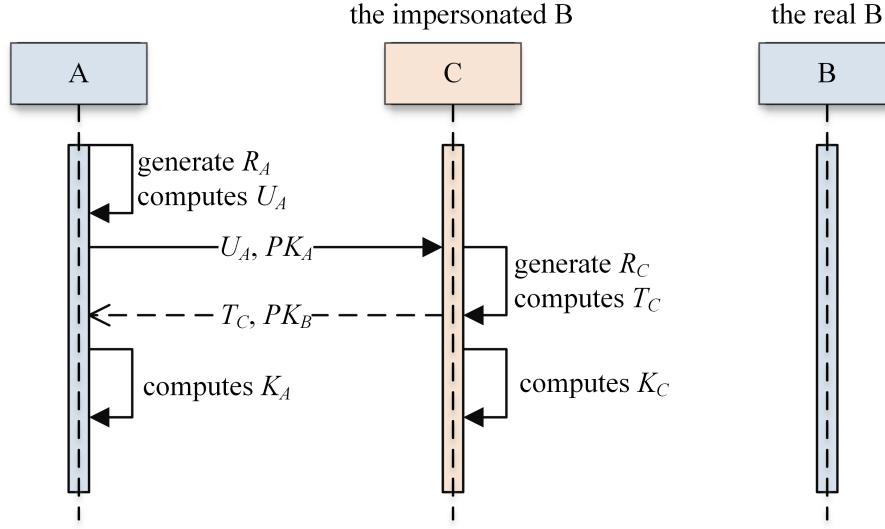 the impersonated B
the real B
A
C
B
generate R_A
computes U_A
U_A, PK_A
generate R_C
computes T_C
T_C, PK_B
computes K_A
computes K_C